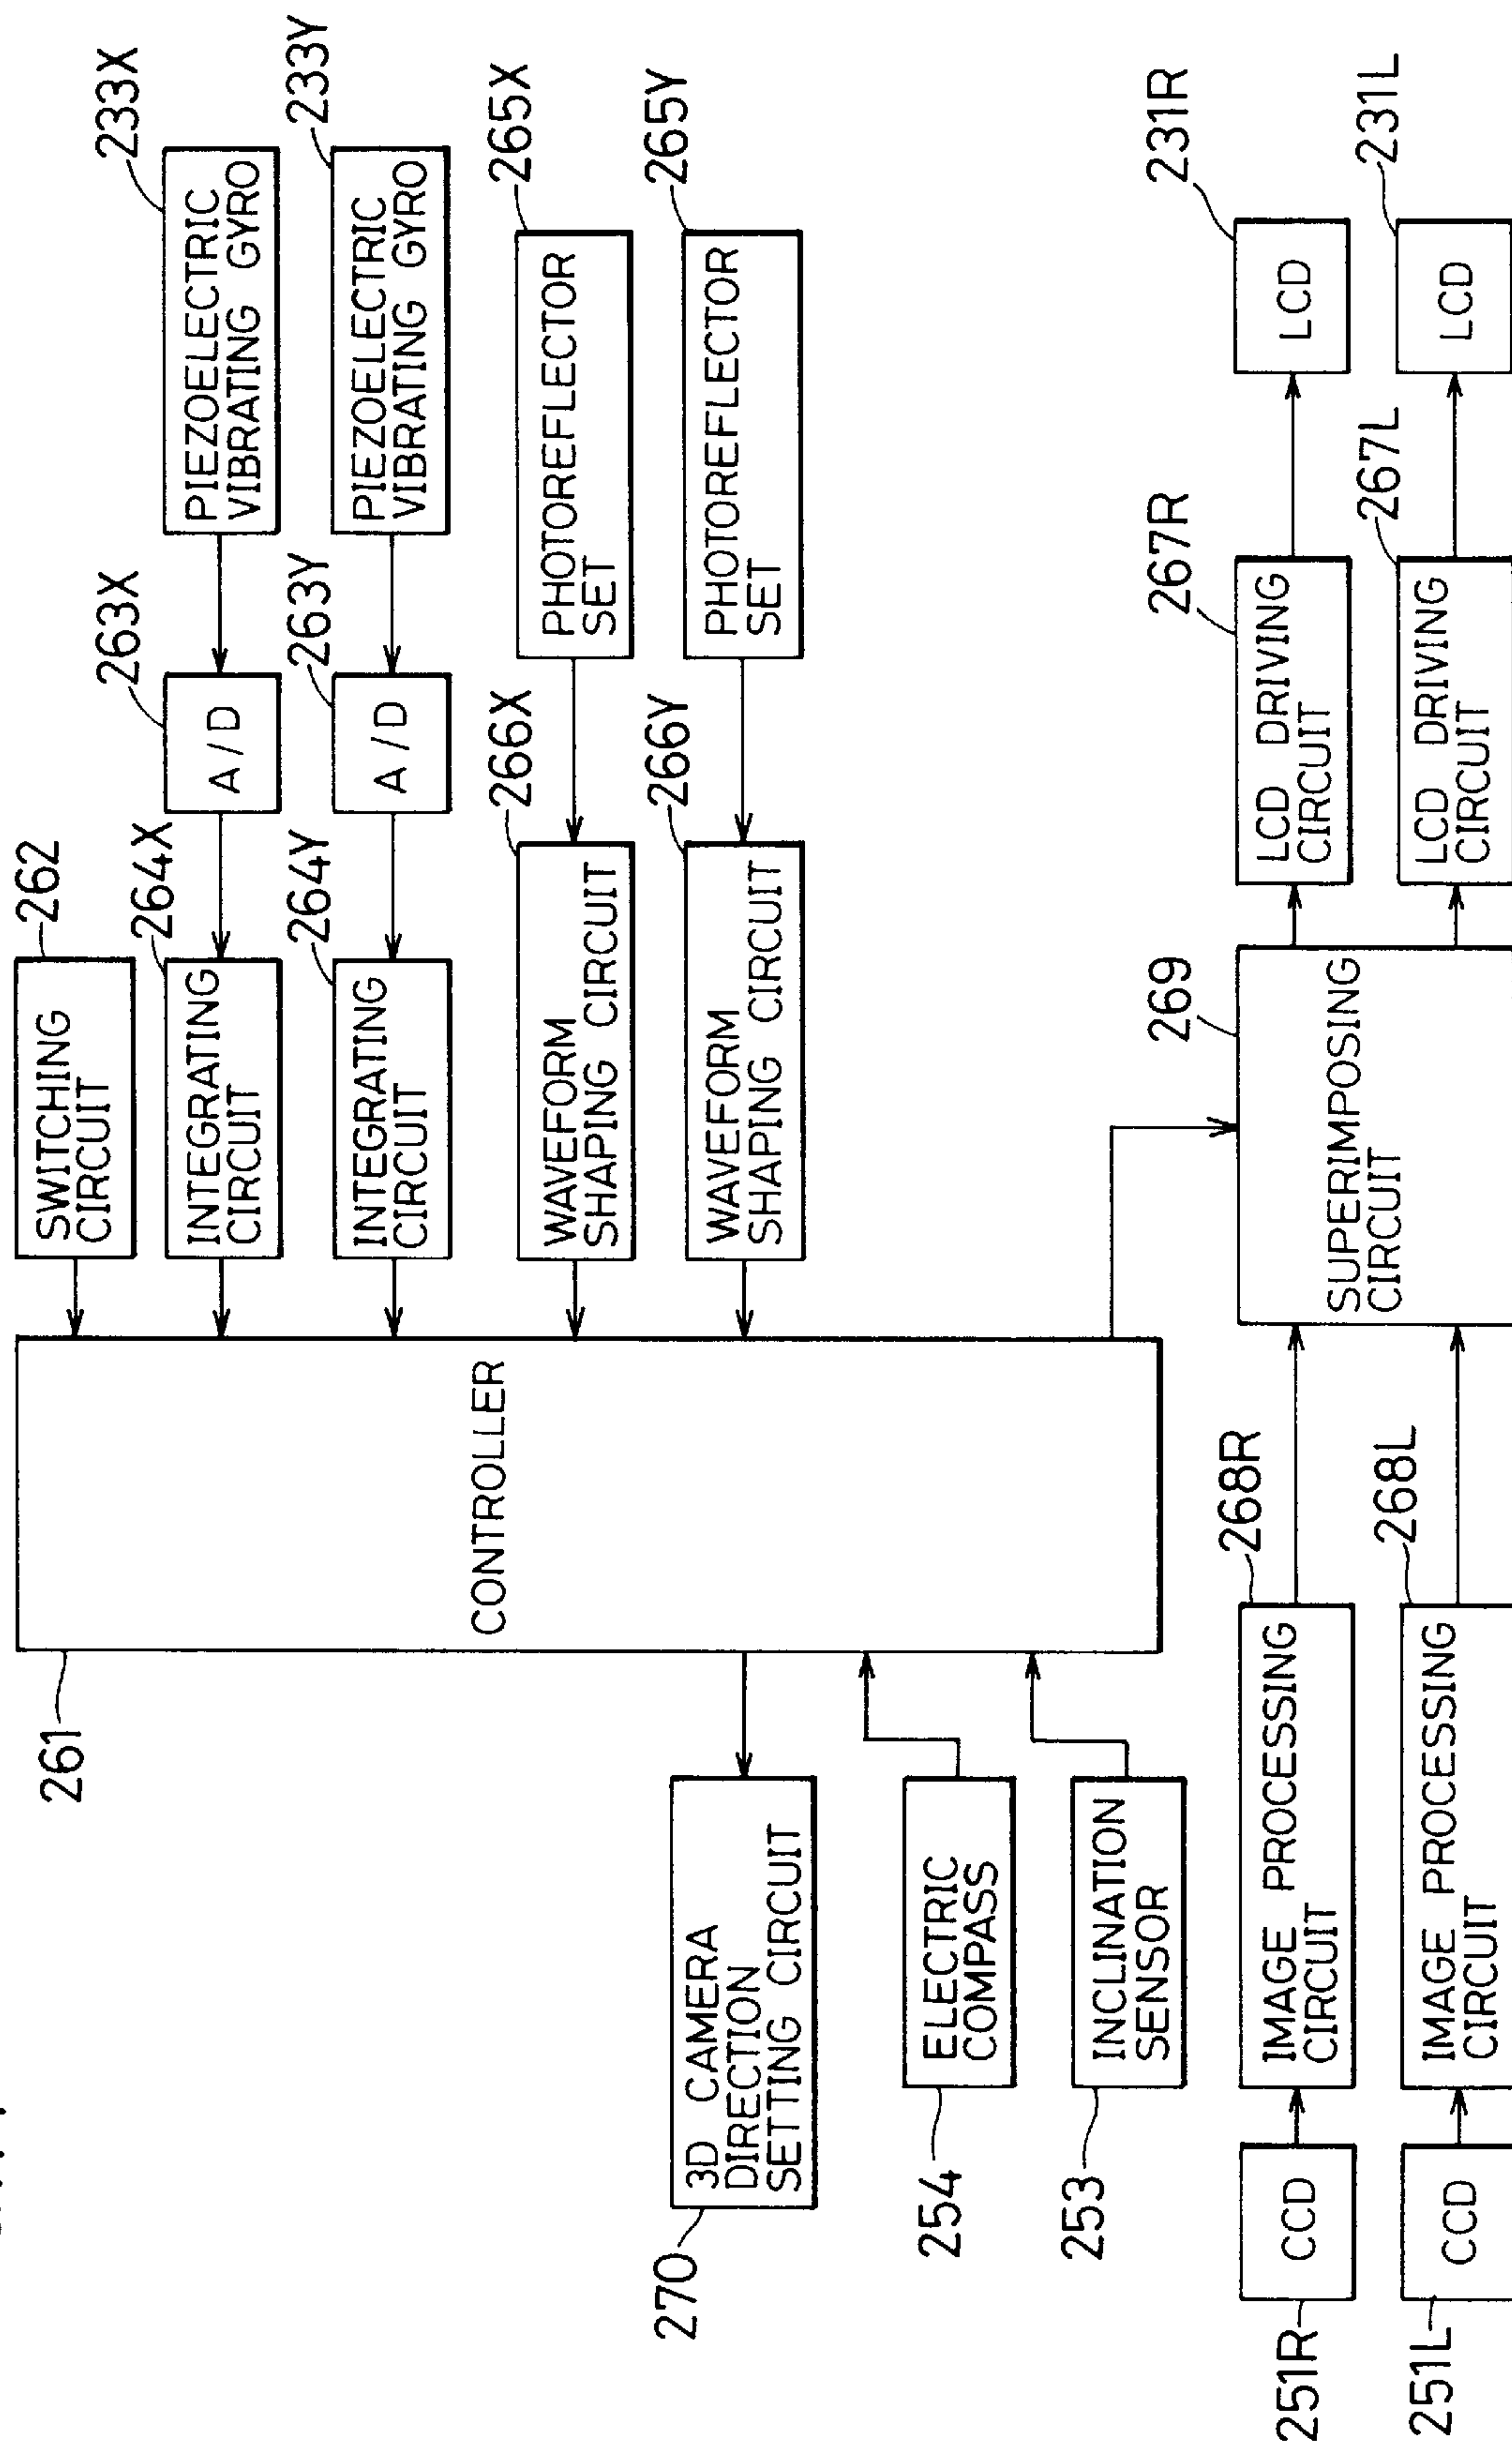 261
CONTROLLER
SWITCHING
CIRCUIT
262
INTEGRATING
CIRCUIT
264X
A/D
263X
PIEZOELECTRIC
VIBRATING GYRO
233X
INTEGRATING
CIRCUIT
264Y
A/D
263Y
PIEZOELECTRIC
VIBRATING GYRO
233Y
WAVEFORM
SHAPING CIRCUIT
266X
PHOTOREFLECTOR
SET
265X
WAVEFORM
SHAPING CIRCUIT
266Y
PHOTOREFLECTOR
SET
265Y
270
3D CAMERA
DIRECTION
SETTING CIRCUIT
254
ELECTRIC
COMPASS
253
INCLINATION
SENSOR
251R
CCD
IMAGE PROCESSING
CIRCUIT
268R
SUPERIMPOSING
CIRCUIT
269
LCD DRIVING
CIRCUIT
267R
LCD
231R
251L
CCD
IMAGE PROCESSING
CIRCUIT
268L
LCD DRIVING
CIRCUIT
267L
LCD
231L